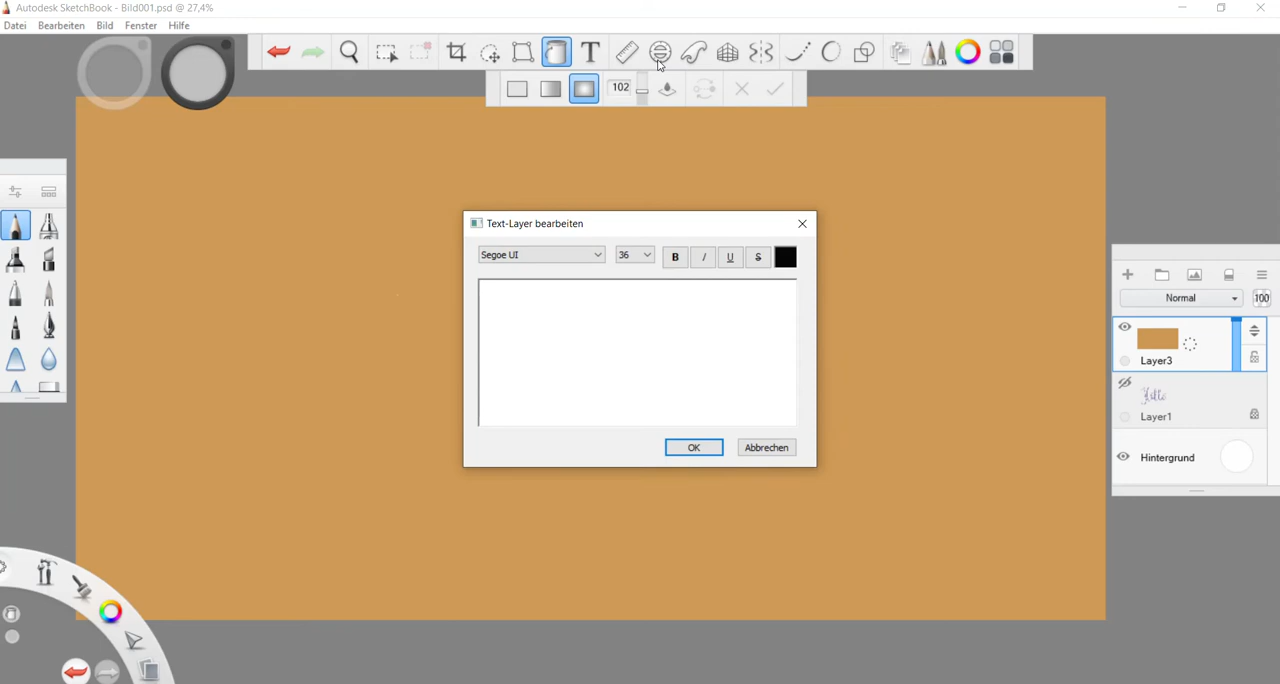 Autodesk SketchBook - Bild001.psd @ 27,4%
Datei Bearbeiten Bild Fenster Hilfe
T
102
Text-Layer bearbeiten
Segoe UI 36 B I U S
OK Abbrechen
Normal 100
Layer3
Layer1
Hintergrund